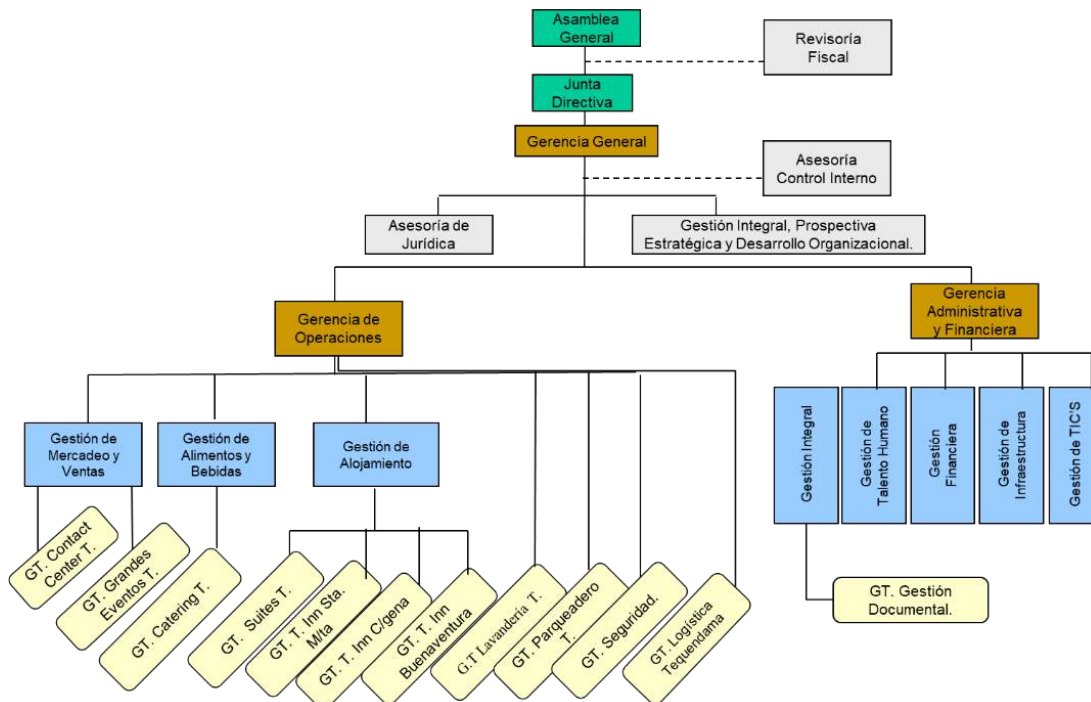 Asamblea
General
Revisoría
Fiscal
Junta
Directiva
Gerencia General
Asesoría
Control Interno
Asesoría de
Jurídica
Gestión Integral, Prospectiva
Estratégica y Desarrollo Organizacional.
Gerencia de
Operaciones
Gerencia
Administrativa
y Financiera
Gestión de
Mercadeo y
Ventas
Gestión de
Alimentos y
Bebidas
Gestión de
Alojamiento
Gestión Integral
Gestión de
Talento Humano
Gestión
Financiera
Gestión de
Infraestructura
Gestión de TIC'S
GT. Contact
Center T.
GT. Grandes
Eventos T.
GT. Catering T.
GT. Suites T.
GT. T. Inn Sta.
M/ta
GT. T. Inn C/gena
GT. T. Inn
Buenaventura
G.T Lavandería T.
GT. Parqueadero
T.
GT. Seguridad.
GT. Logística
Tequendama
GT. Gestión
Documental.